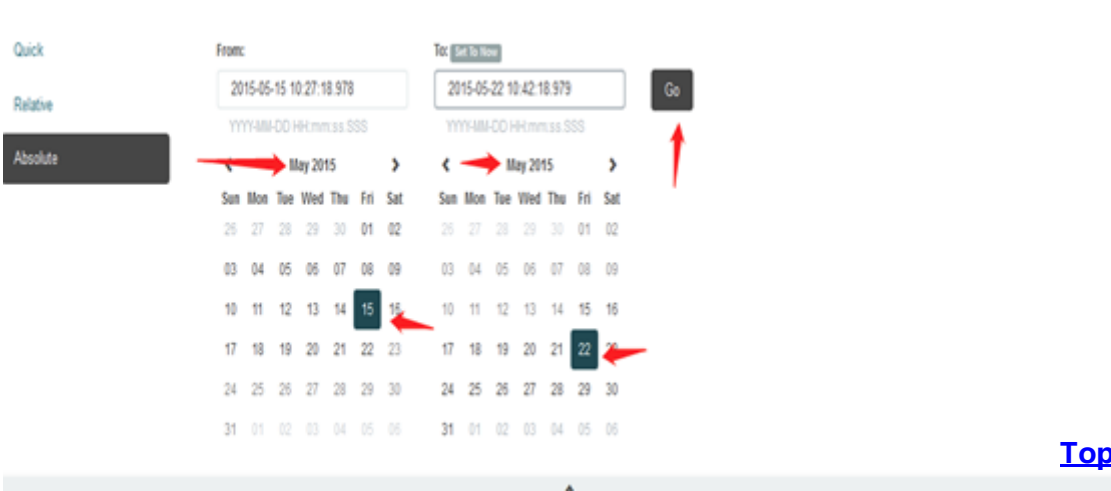 Quick
Relative
Absolute
From:
2015-05-15 10:27:18.978
YYYY-MM-DD HH:mm:ss.SSS
May 2015
Sun Mon Tue Wed Thu Fri Sat
26 27 28 29 30 01 02
03 04 05 06 07 08 09
10 11 12 13 14 15 16
17 18 19 20 21 22 23
24 25 26 27 28 29 30
31 01 02 03 04 05 06
To: Set To Now
2015-05-22 10:42:18.979
YYYY-MM-DD HH:mm:ss.SSS
May 2015
Sun Mon Tue Wed Thu Fri Sat
26 27 28 29 30 01 02
03 04 05 06 07 08 09
10 11 12 13 14 15 16
17 18 19 20 21 22
24 25 26 27 28 29 30
31 01 02 03 04 05 06
Go
Top